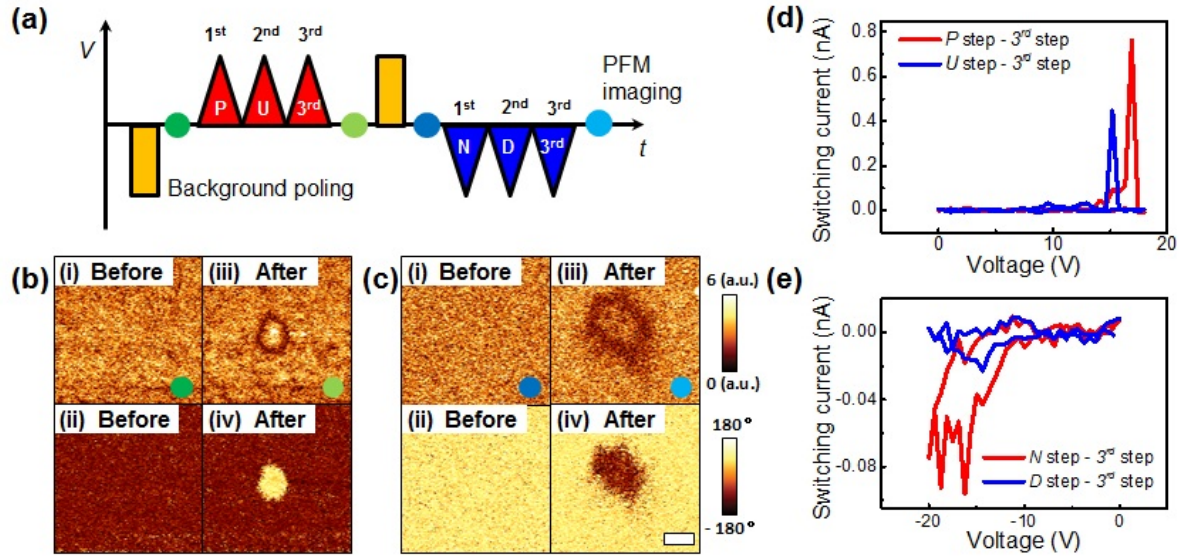 (a)
V
1st 2nd 3rd
P U 3rd
Background poling
PFM
imaging
1st 2nd 3rd
N D 3rd
t
(b)
(i) Before
(iii) After
(ii) Before
(iv) After
(c)
(i) Before
(iii) After
6 (a.u.)
0 (a.u.)
(ii) Before
(iv) After
180°
- 180°
(d)
Switching current (nA)
0.8
0.6
0.4
0.2
0.0
P step - 3rd step
U step - 3rd step
0 10 20
Voltage (V)
(e)
Switching current (nA)
0.00
-0.04
-0.08
N step - 3rd step
D step - 3rd step
-20 -10 0
Voltage (V)